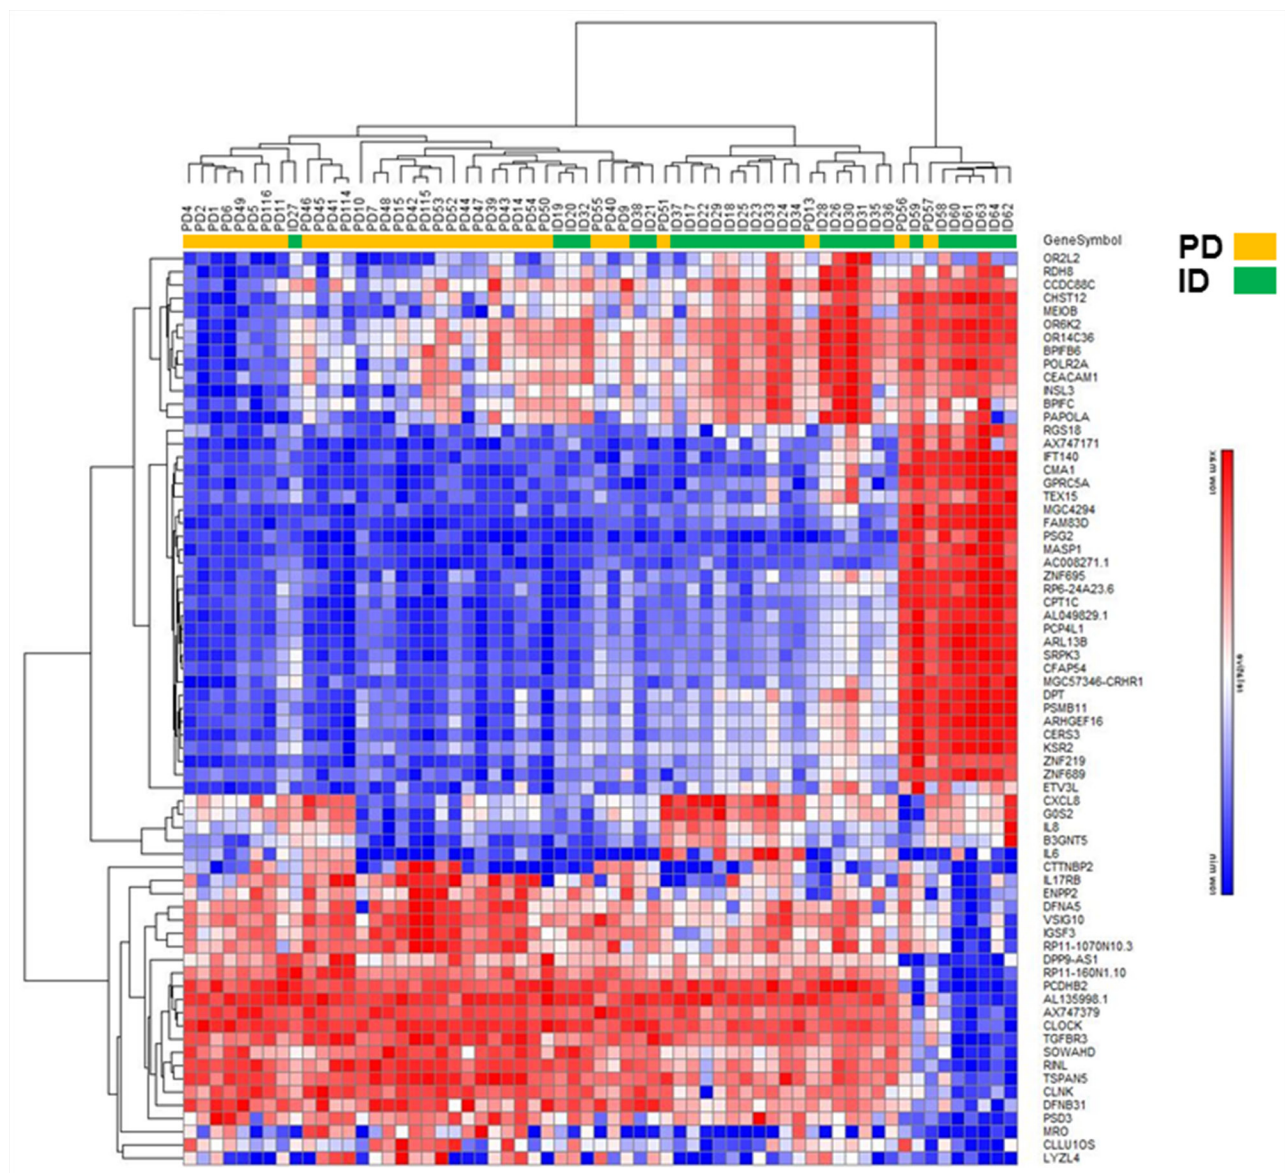 PD4 PD2 PD1 PD6 PD49 PD5 PD116 PD11 ID27 PD46 PD45 PD41 PD114 PD10 PD7 PD48 PD15 PD42 PD115 PD53 PD52 PD44 PD47 PD39 PD43 PD14 PD54 PD50 ID19 ID20 ID32 PD55 PD40 PD9 ID38 ID21 PD51 ID37 ID17 ID22 ID29 ID18 ID25 ID23 ID33 ID24 ID34 PD13 ID28 ID26 ID30 ID31 ID35 ID36 PD56 ID59 PD57 ID58 ID60 ID61 ID63 ID64 ID62
GeneSymbol
PD
ID
OR2L2
RDH8
CCDC88C
CHST12
MEIOB
OR6K2
OR14C36
BPIFB6
POLR2A
CEACAM1
INSL3
BPIFC
PAPOLA
RGS18
AX747171
IFT140
CMA1
GPRC5A
TEX15
MGC4294
FAM83D
PSG2
MASP1
AC008271.1
ZNF695
RP6-24A23.6
CPT1C
AL049829.1
PCP4L1
ARL13B
SRPK3
CFAP54
MGC57346-CRHR1
DPT
PSMB11
ARHGEF16
CERS3
KSR2
ZNF219
ZNF689
ETV3L
CXCL8
G0S2
IL8
B3GNT5
IL6
CTTNBP2
IL17RB
ENPP2
DFNA5
VSIG10
IGSF3
RP11-1070N10.3
DPP9-AS1
RP11-160N1.10
PCDHB2
AL135998.1
AX747379
CLOCK
TGFBR3
SOWAHD
RINL
TSPAN5
CLNK
DFNB31
PSD3
MRO
CLLU1OS
LYZL4
row max
relative
row min